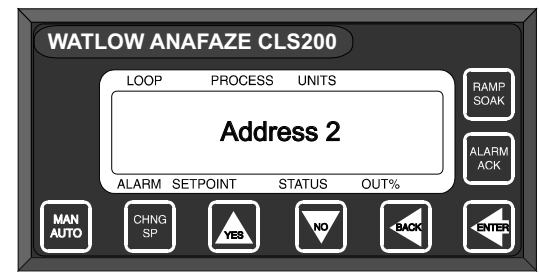 WATLOW ANAFAZE CLS200
LOOP PROCESS UNITS
RAMP
SOAK
Address 2
ALARM
ACK
ALARM SETPOINT STATUS OUT%
MAN
AUTO
CHNG
SP
YES
NO
BACK
ENTER